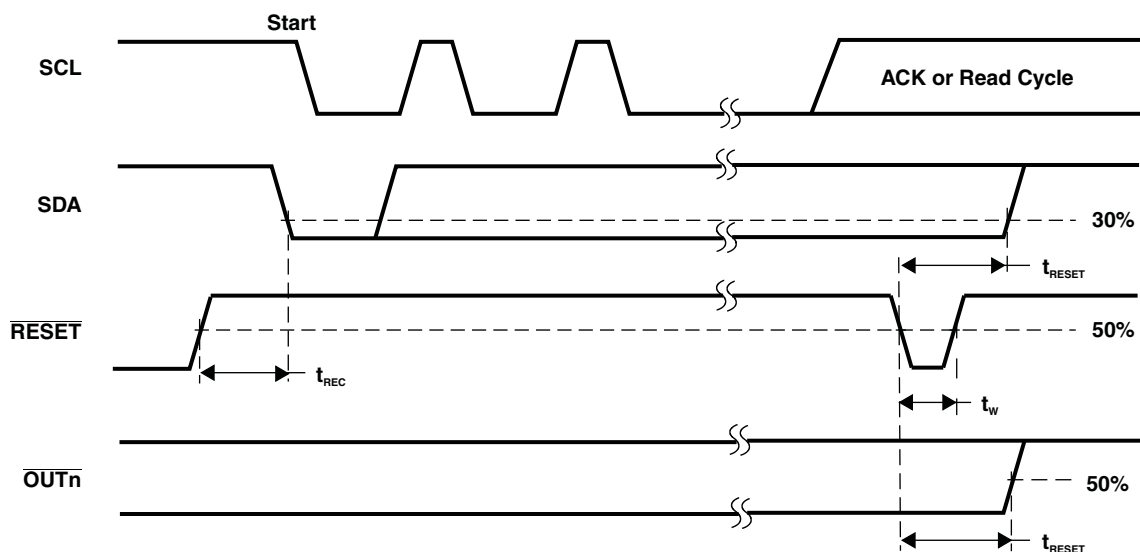 Start
SCL
ACK or Read Cycle
SDA
30%
tRESET
RESET
50%
tREC
tW
OUTn
50%
tRESET